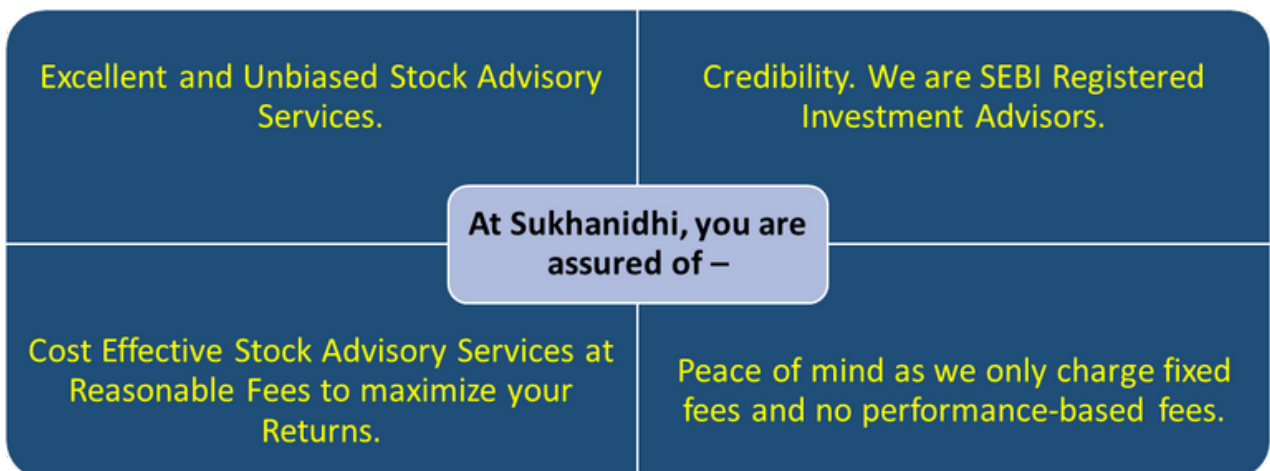 Excellent and Unbiased Stock Advisory
Services.
Credibility. We are SEBI Registered
Investment Advisors.
At Sukhanidhi, you are
assured of –
Cost Effective Stock Advisory Services at
Reasonable Fees to maximize your
Returns.
Peace of mind as we only charge fixed
fees and no performance-based fees.